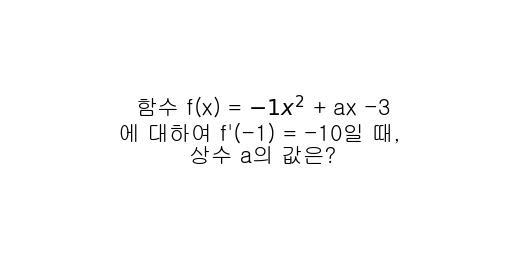 함수 f(x) = −1x² + ax −3
에 대하여 f'(−1) = −10일 때,
상수 a의 값은?